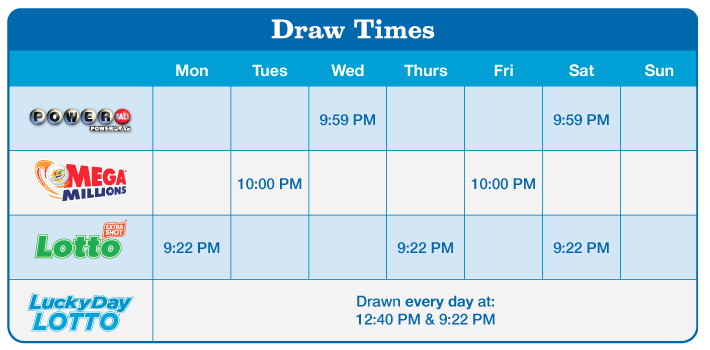 Draw Times
Mon Tues Wed Thurs Fri Sat Sun
POWERBALL
POWERPLAY
9:59 PM 9:59 PM
MEGA
MILLIONS
10:00 PM 10:00 PM
EXTRA
SHOT
Lotto
9:22 PM 9:22 PM 9:22 PM
LuckyDay
LOTTO
Drawn every day at:
12:40 PM & 9:22 PM